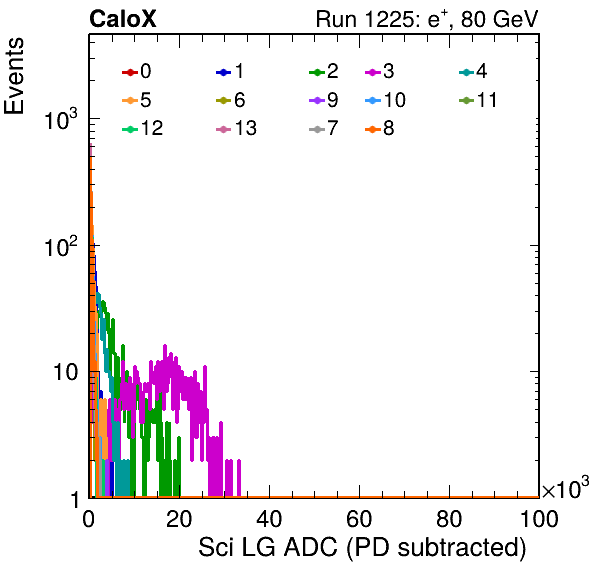 CaloX Run 1225: e⁺, 80 GeV
Events
0 1 2 3 4
5 6 9 10 11
12 13 7 8
10³
10²
10
1
0 20 40 60 80 100
×10³
Sci LG ADC (PD subtracted)